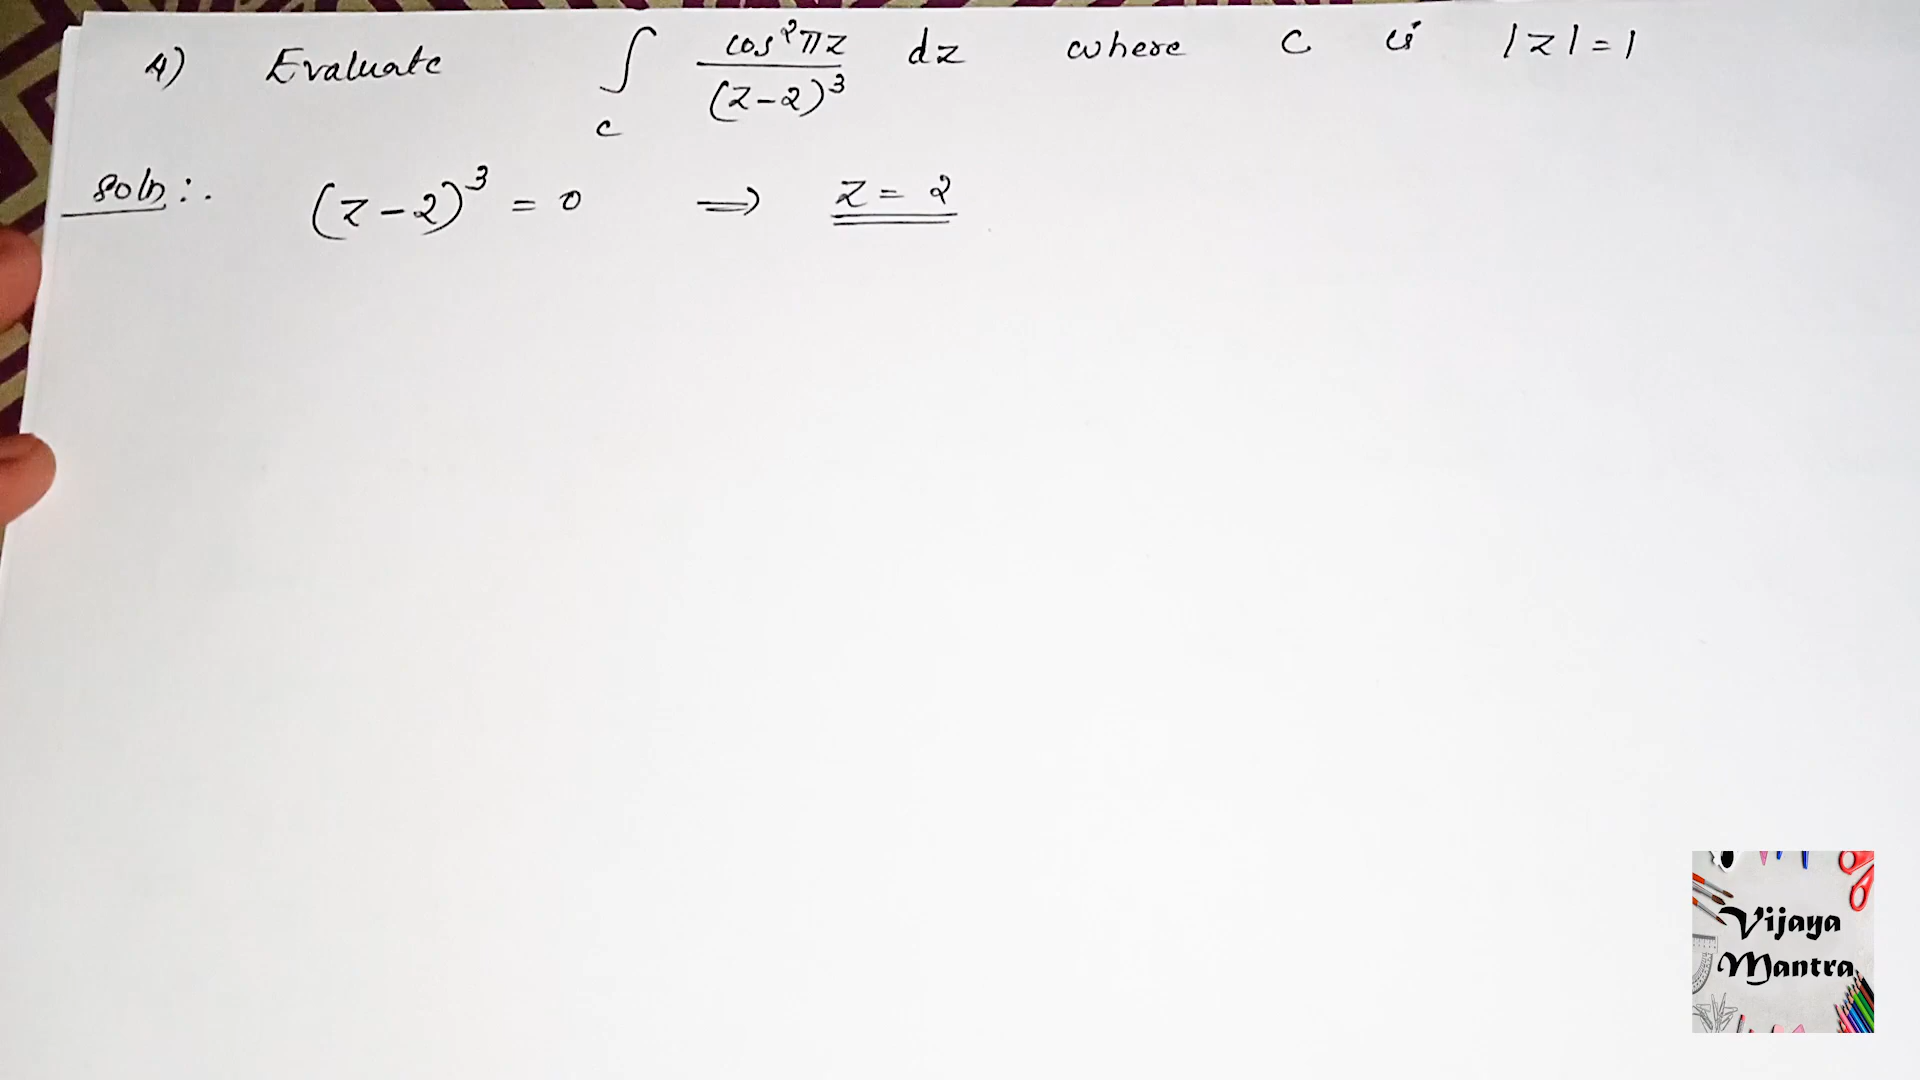 4) Evaluate ∫_C cos²πz / (z-2)³ dz where C is |z|=1
soln:. (z-2)³ = 0 ⟹ z = 2
Vijaya
Mantra